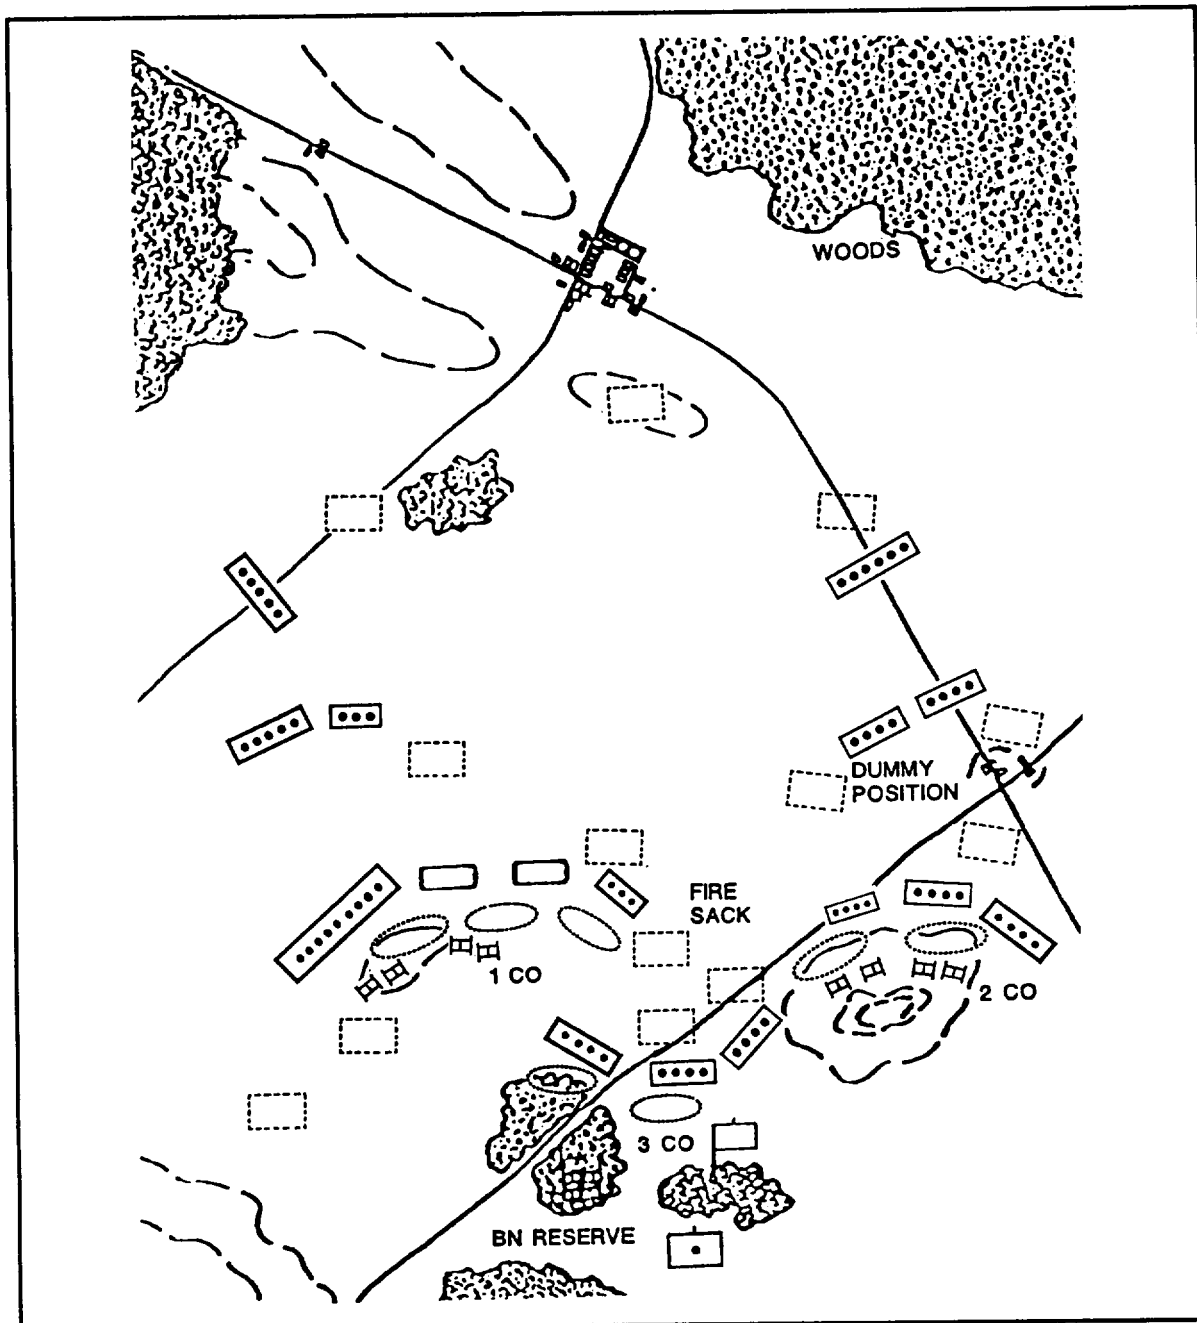 WOODS
DUMMY
POSITION
FIRE
SACK
1 CO
2 CO
3 CO
BN RESERVE